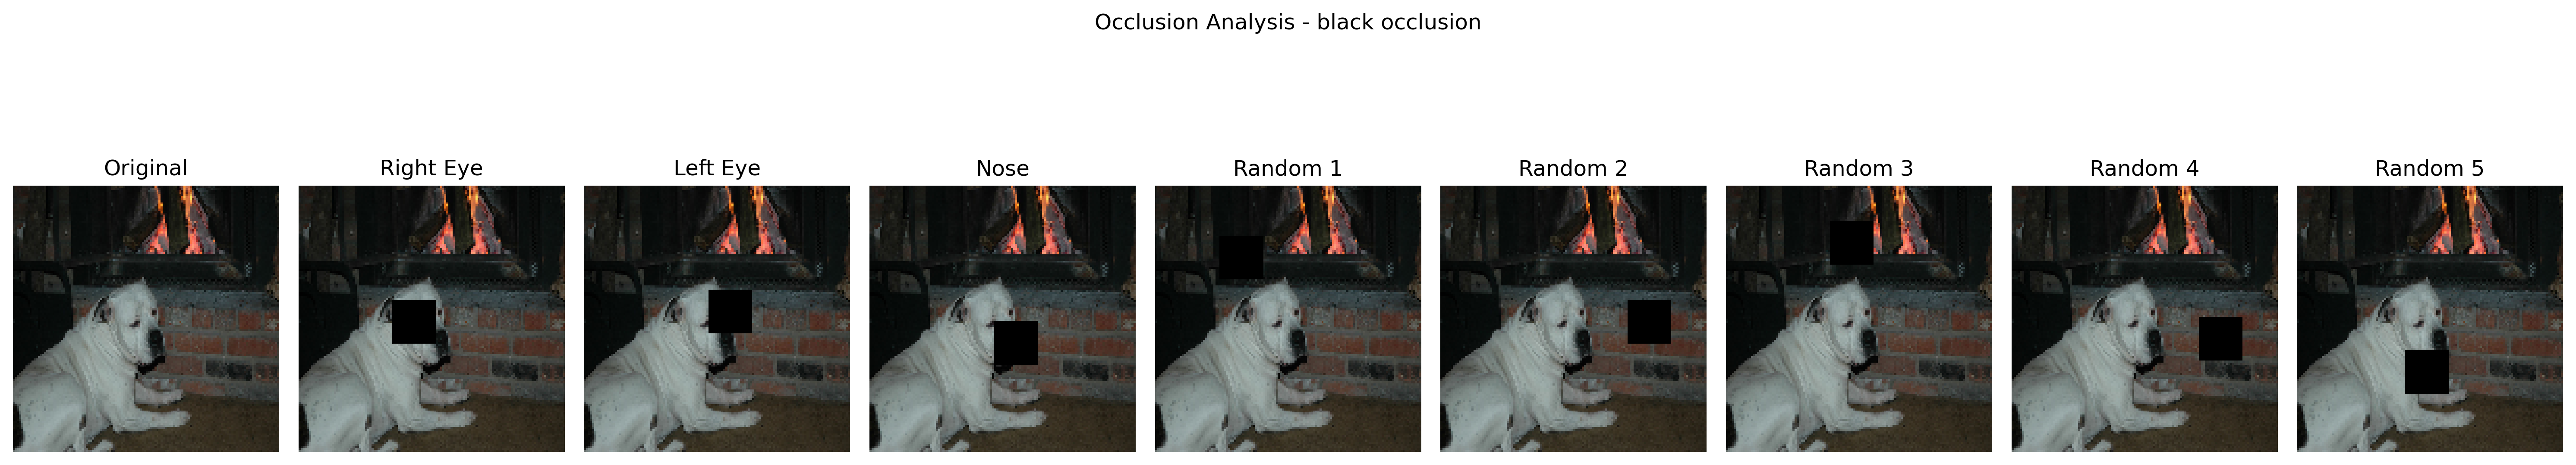 Occlusion Analysis - black occlusion
Original
Right Eye
Left Eye
Nose
Random 1
Random 2
Random 3
Random 4
Random 5